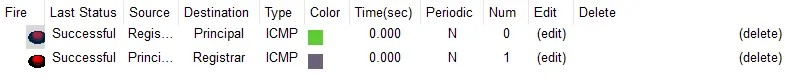 Fire Last Status Source Destination Type Color Time(sec) Periodic Num Edit Delete
Successful Regis... Principal ICMP 0.000 N 0 (edit) (delete)
Successful Princi... Registrar ICMP 0.000 N 1 (edit) (delete)